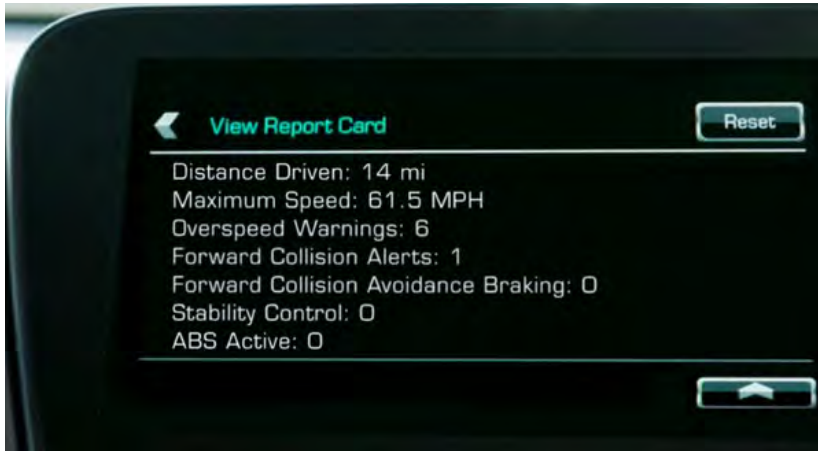 View Report Card
Reset
Distance Driven: 14 mi
Maximum Speed: 61.5 MPH
Overspeed Warnings: 6
Forward Collision Alerts: 1
Forward Collision Avoidance Braking: 0
Stability Control: 0
ABS Active: 0